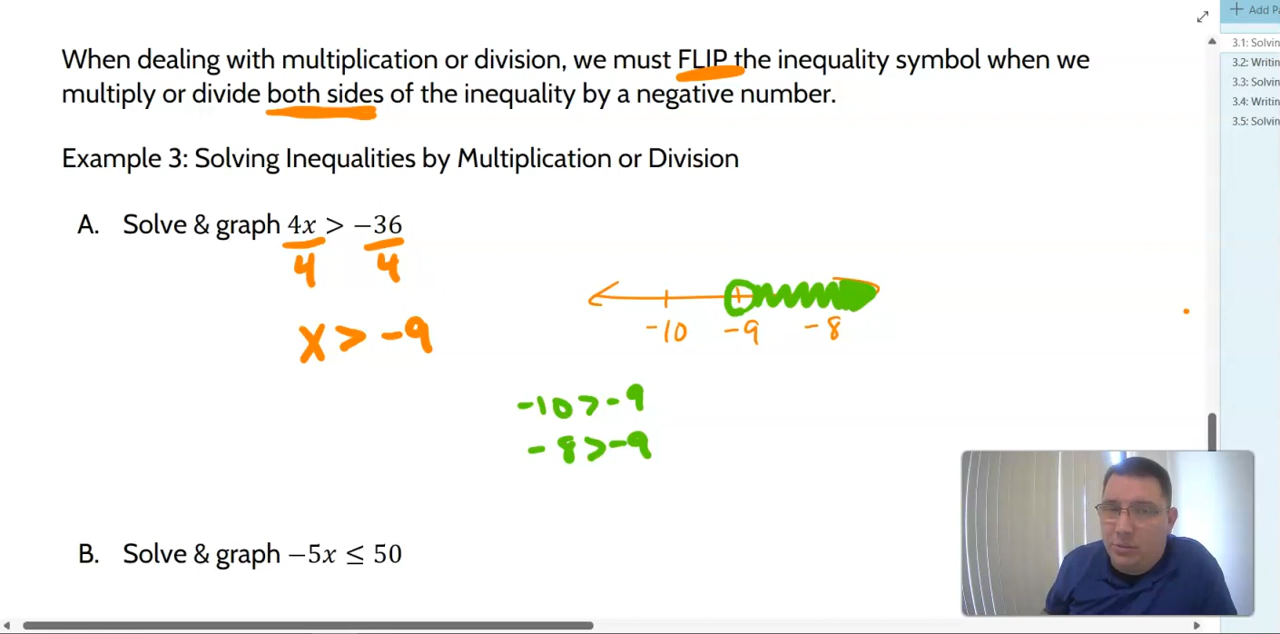 Add Pa
When dealing with multiplication or division, we must FLIP the inequality symbol when we
multiply or divide both sides of the inequality by a negative number.
Example 3: Solving Inequalities by Multiplication or Division
A. Solve & graph 4x > −36
4 4
x > -9
-10 -9 -8
-10 > -9
-8 > -9
B. Solve & graph −5x ≤ 50
3.1: Solvin
3.2: Writin
3.3: Solvin
3.4: Writin
3.5: Solvin